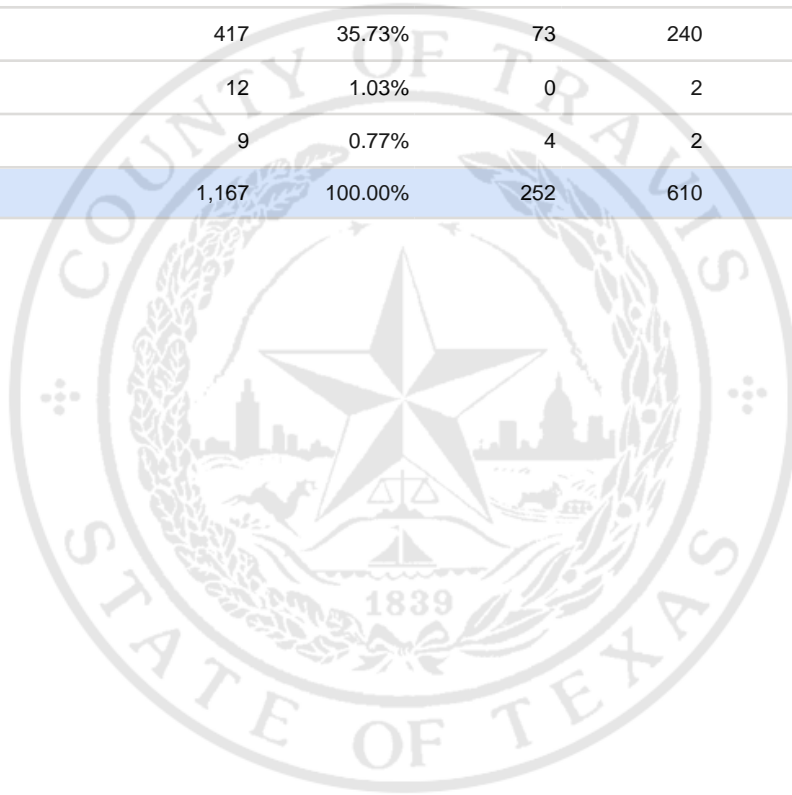 417 35.73% 73 240
12 1.03% 0 2
9 0.77% 4 2
1,167 100.00% 252 610
COUNTY OF TRAVIS
1839
STATE OF TEXAS